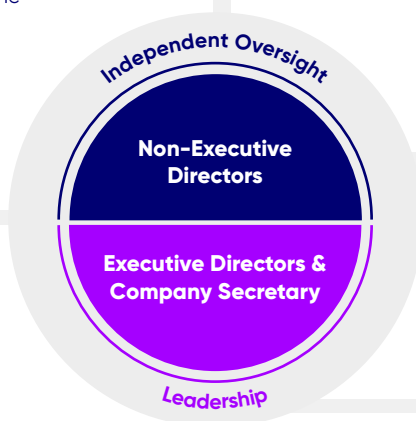 Independent Oversight
Non-Executive
Directors
Executive Directors &
Company Secretary
Leadership